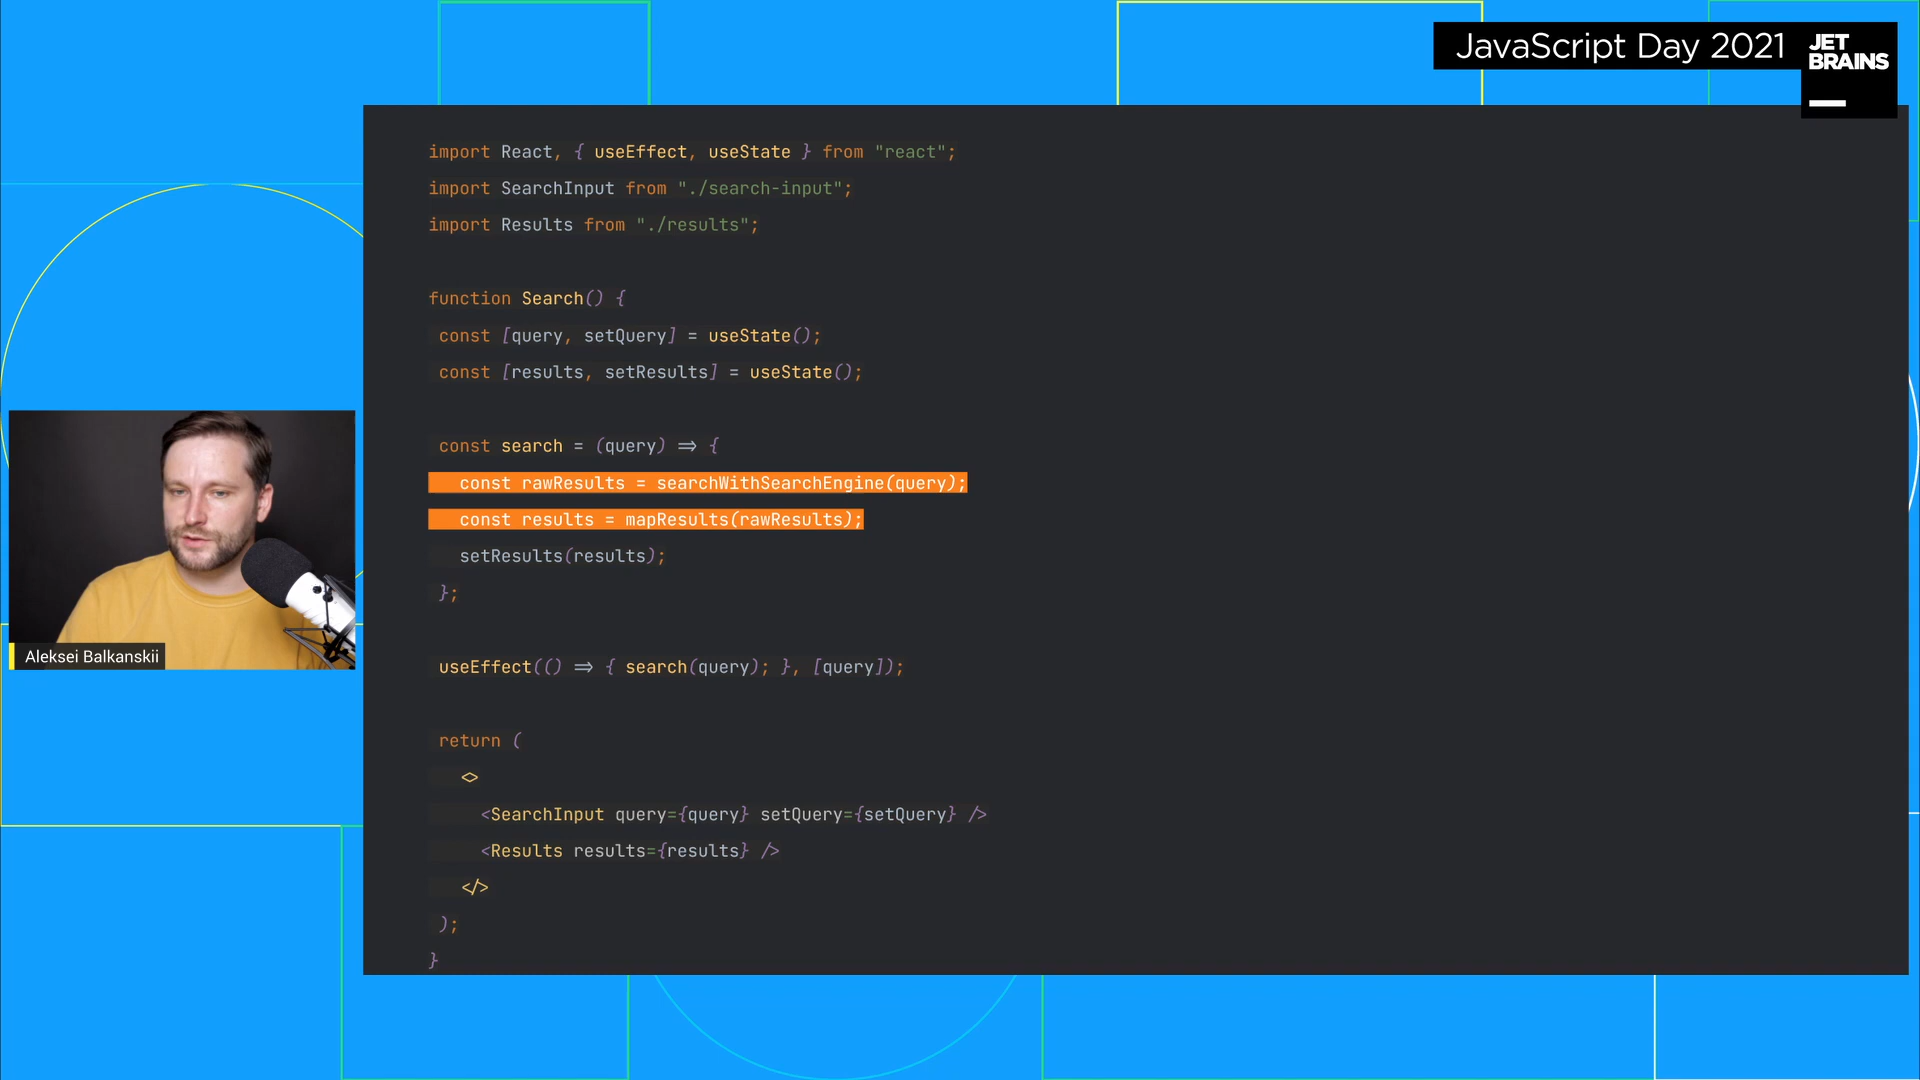 JavaScript Day 2021
JET
BRAINS
import React, { useEffect, useState } from "react";
import SearchInput from "./search-input";
import Results from "./results";
function Search() {
const [query, setQuery] = useState();
const [results, setResults] = useState();
const search = (query) => {
const rawResults = searchWithSearchEngine(query);
const results = mapResults(rawResults);
setResults(results);
};
useEffect(() => { search(query); }, [query]);
return (
<>
<SearchInput query={query} setQuery={setQuery} />
<Results results={results} />
</>
);
}
Aleksei Balkanskii